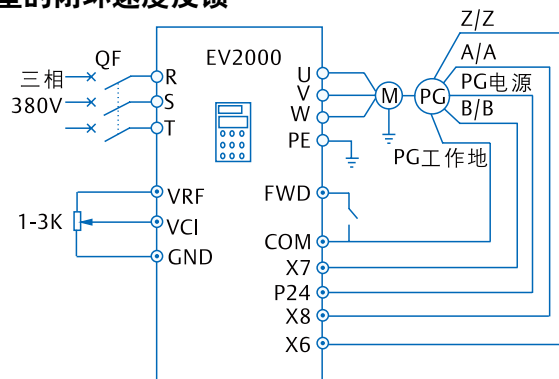 型的闭环速度反馈
QF
EV2000
三相
380V
R
S
T
U
V
W
PE
M
PG
Z/Z
A/A
PG电源
B/B
PG工作地
1-3K
VRF
VCI
GND
FWD
COM
X7
P24
X8
X6